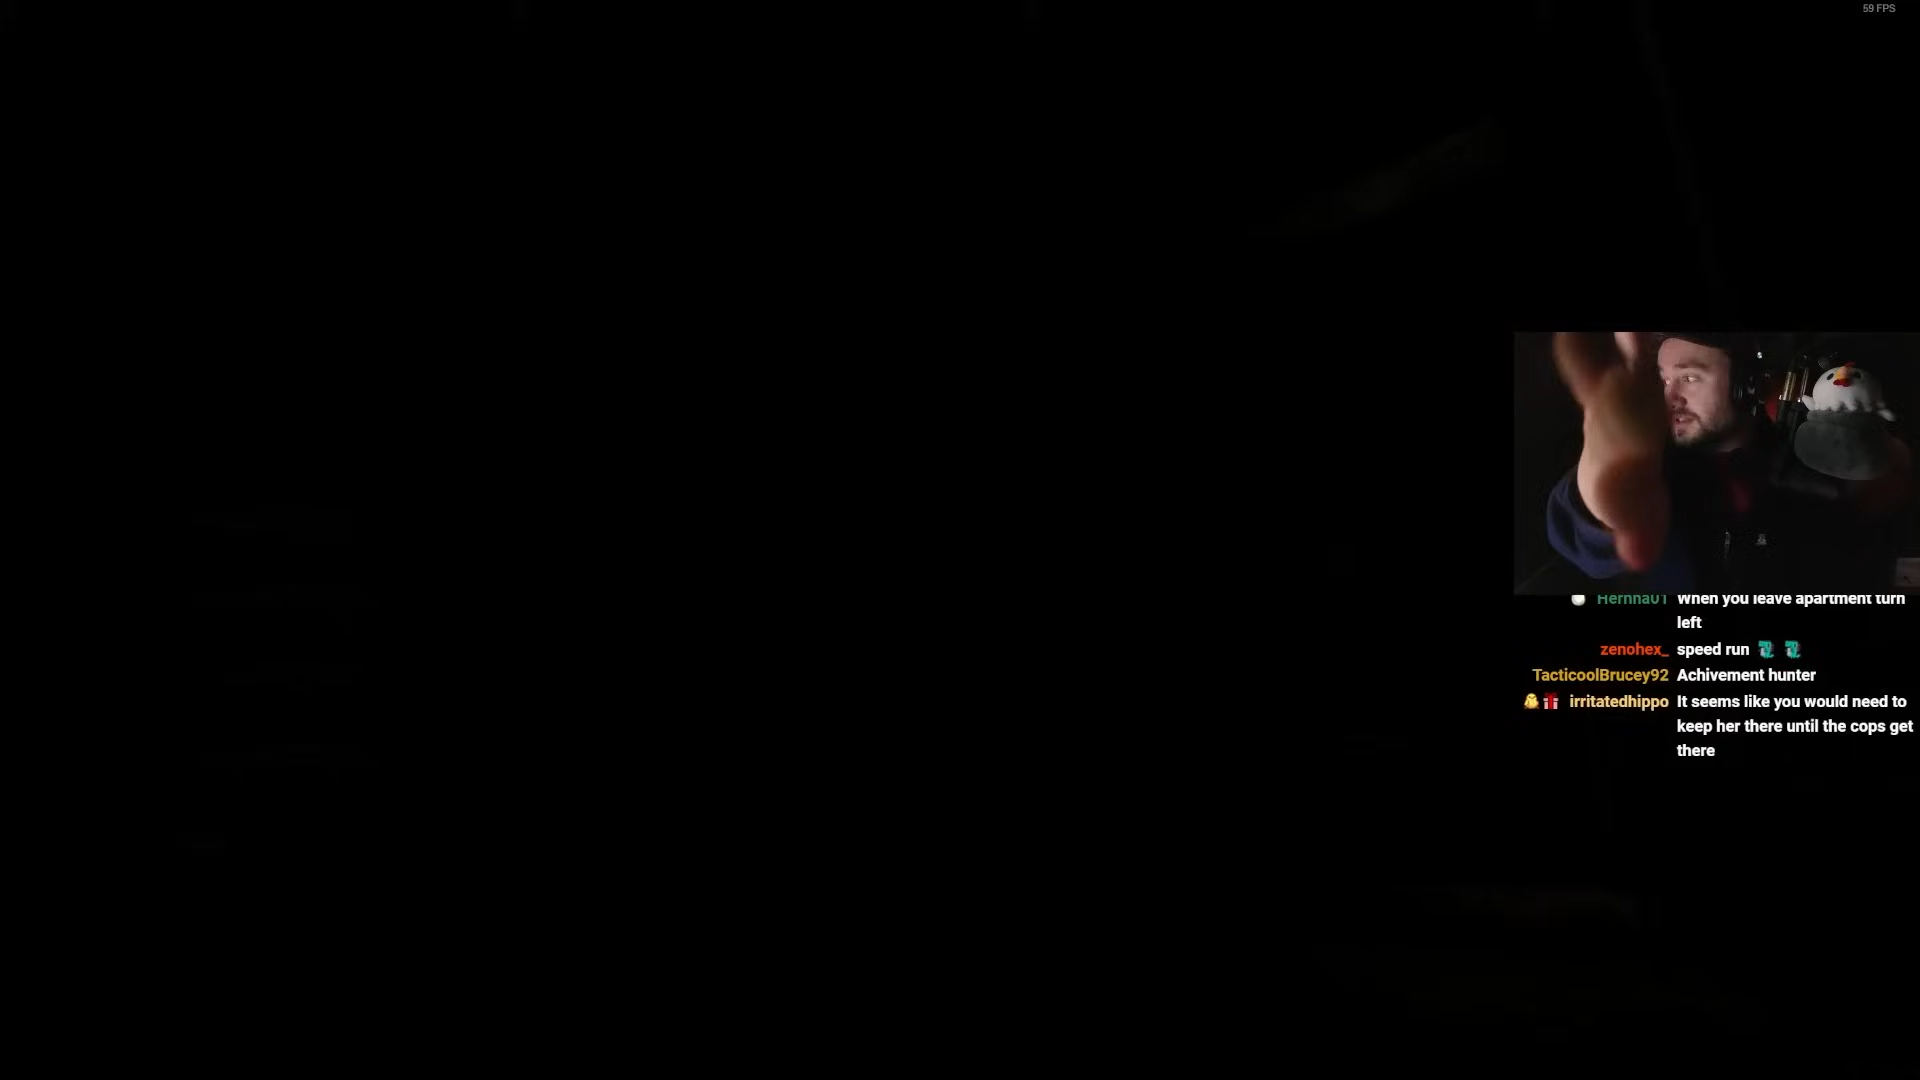 59 FPS
Hernna01 When you leave apartment turn
left
zenohex_ speed run
TacticoolBrucey92 Achivement hunter
irritatedhippo It seems like you would need to
keep her there until the cops get
there